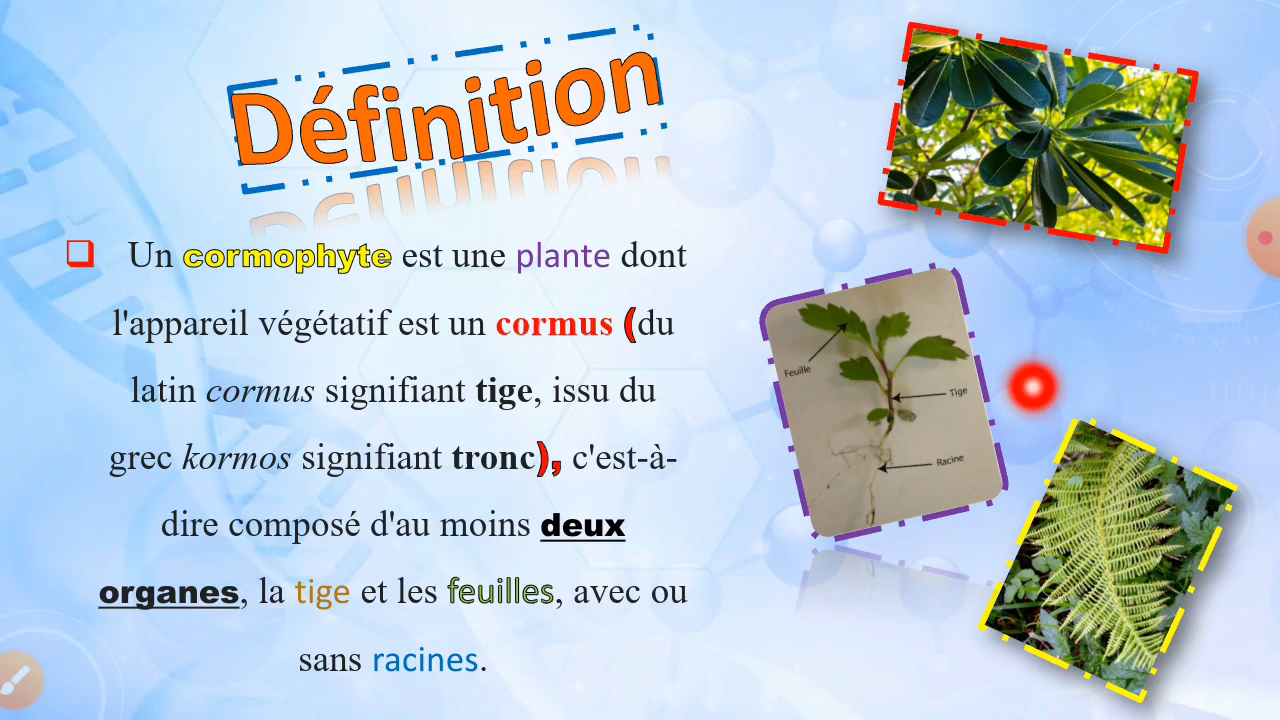 Définition
Un cormophyte est une plante dont
l'appareil végétatif est un cormus (du
latin cormus signifiant tige, issu du
grec kormos signifiant tronc), c'est-à-
dire composé d'au moins deux
organes, la tige et les feuilles, avec ou
sans racines.
Feuille
Tige
Racine